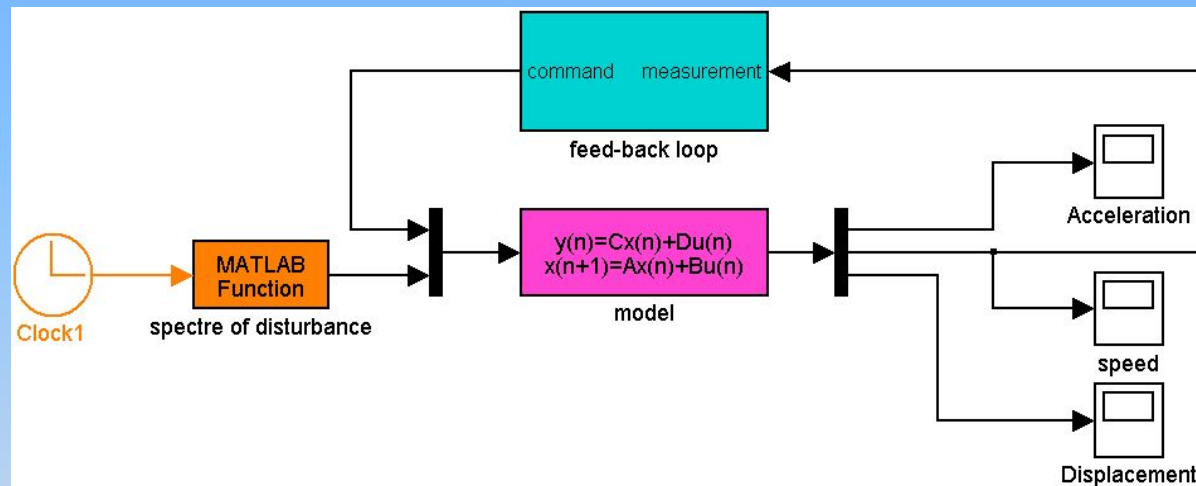 command measurement
feed-back loop
Acceleration
y(n)=Cx(n)+Du(n)
x(n+1)=Ax(n)+Bu(n)
model
MATLAB
Function
spectre of disturbance
Clock1
speed
Displacement